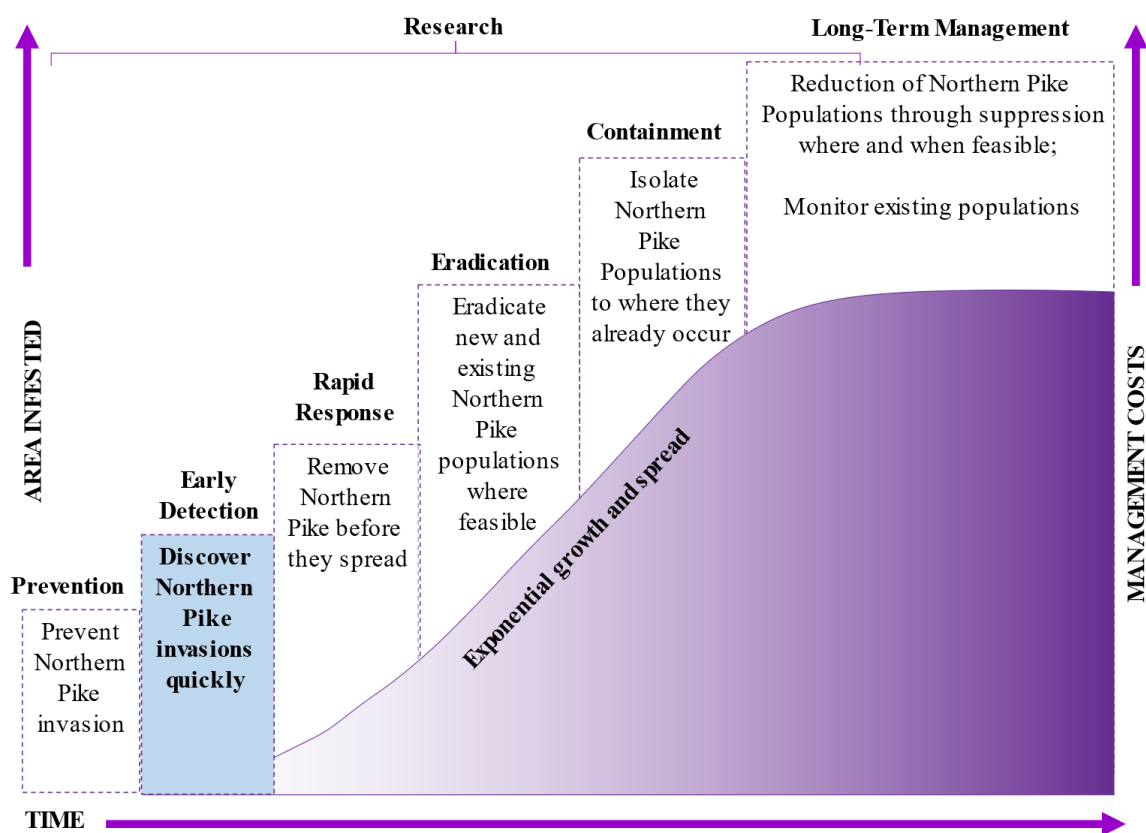 Research
Long-Term Management
Reduction of Northern Pike
Populations through suppression
where and when feasible;
Monitor existing populations
Containment
Isolate
Northern
Pike
Populations
to where they
already occur
Eradication
Eradicate
new and
existing
Northern
Pike
populations
where
feasible
Rapid
Response
Remove
Northern
Pike before
they spread
Early
Detection
Discover
Northern
Pike
invasions
quickly
Prevention
Prevent
Northern
Pike
invasion
Exponential growth and spread
AREA INFESTED
MANAGEMENT COSTS
TIME